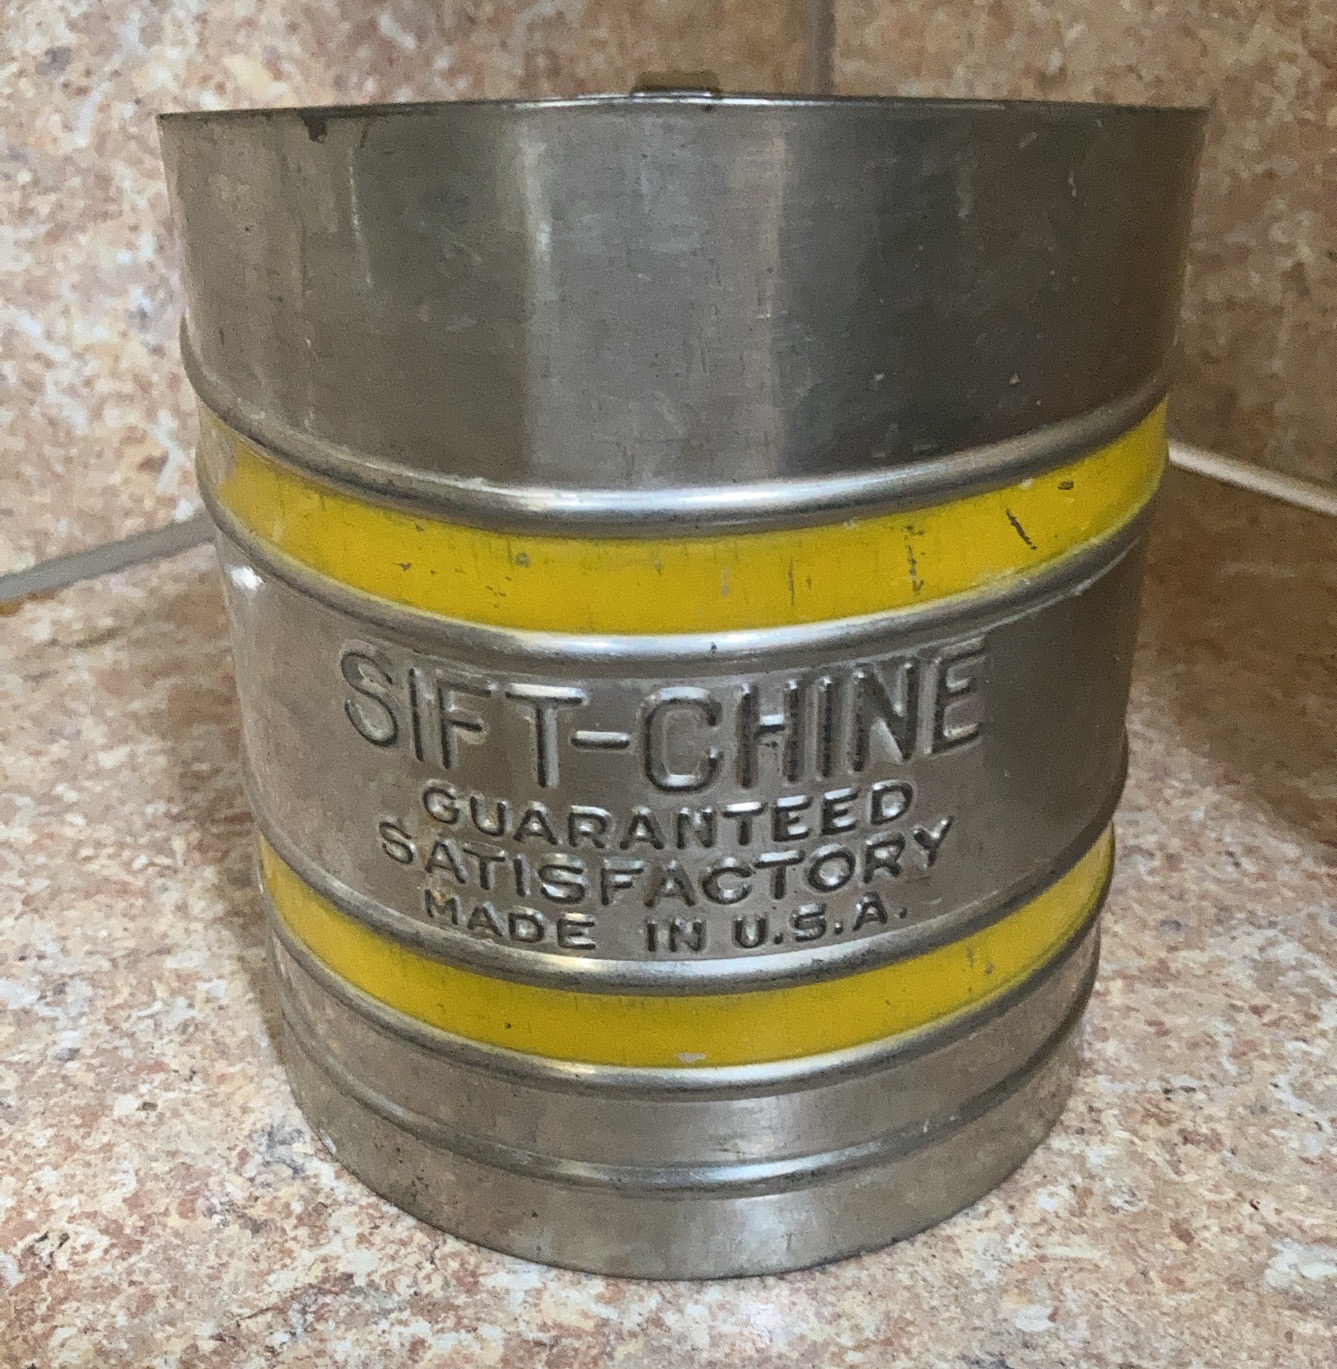 SIFT-CHINE
GUARANTEED
SATISFACTORY
MADE IN U.S.A.